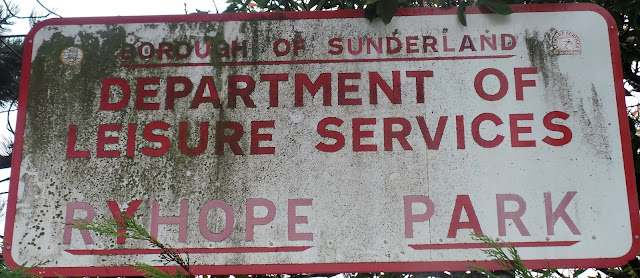 BOROUGH OF SUNDERLAND
DEPARTMENT OF
LEISURE SERVICES
RYHOPE PARK